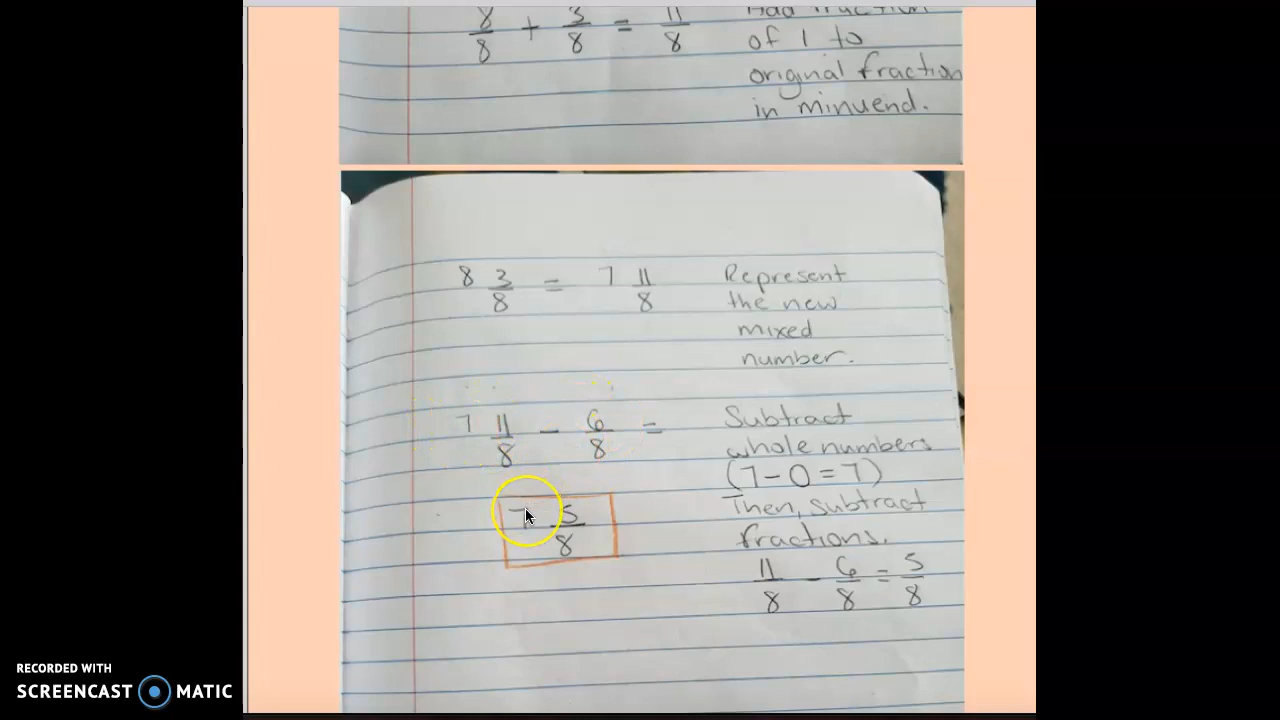 8/8 + 3/8 = 11/8
Add fraction
of 1 to
original fraction
in minuend.
8 3/8 = 7 11/8
Represent
the new
mixed
number.
7 11/8 - 6/8 =
7 5/8
Subtract
whole numbers
(7-0=7)
Then, subtract
fractions.
11/8 - 6/8 = 5/8
RECORDED WITH
SCREENCAST MATIC